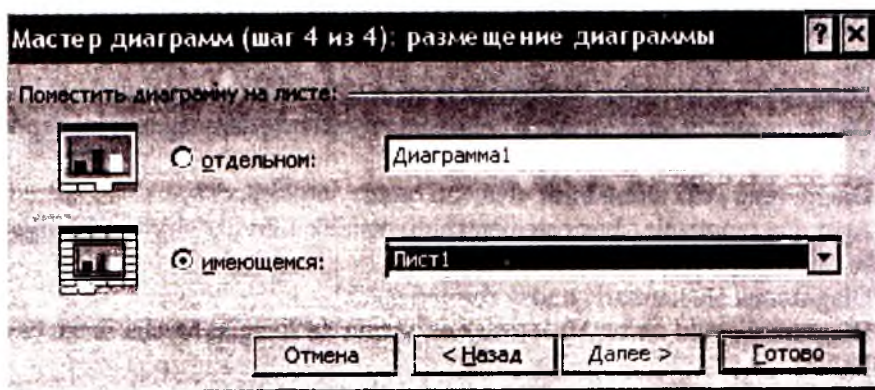 Мастер диаграмм (шаг 4 из 4): размещение диаграммы ? ×
Поместить диаграмму на листе:
отдельном: Диаграмма1
имеющемся: Лист1
Отмена < Назад Далее > Готово